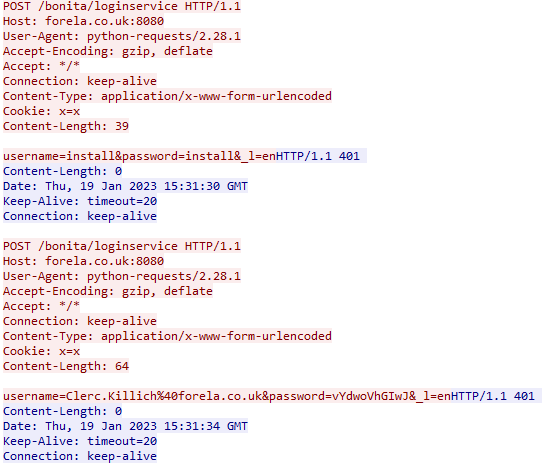 POST /bonita/loginservice HTTP/1.1
Host: forela.co.uk:8080
User-Agent: python-requests/2.28.1
Accept-Encoding: gzip, deflate
Accept: */*
Connection: keep-alive
Content-Type: application/x-www-form-urlencoded
Cookie: x=x
Content-Length: 39
username=install&password=install&_l=enHTTP/1.1 401
Content-Length: 0
Date: Thu, 19 Jan 2023 15:31:30 GMT
Keep-Alive: timeout=20
Connection: keep-alive
POST /bonita/loginservice HTTP/1.1
Host: forela.co.uk:8080
User-Agent: python-requests/2.28.1
Accept-Encoding: gzip, deflate
Accept: */*
Connection: keep-alive
Content-Type: application/x-www-form-urlencoded
Cookie: x=x
Content-Length: 64
username=Clerc.Killich%40forela.co.uk&password=vYdwoVhGIwJ&_l=enHTTP/1.1 401
Content-Length: 0
Date: Thu, 19 Jan 2023 15:31:34 GMT
Keep-Alive: timeout=20
Connection: keep-alive